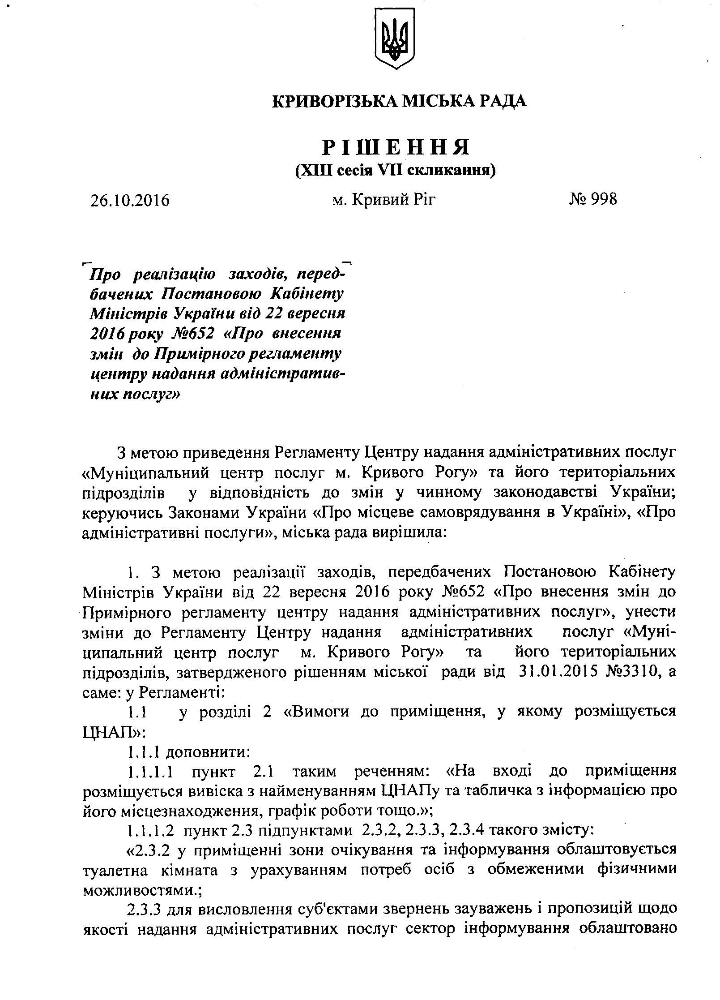 КРИВОРІЗЬКА МІСЬКА РАДА
Р І Ш Е Н Н Я
(XIII сесія VII скликання)
26.10.2016 м. Кривий Ріг № 998
Про реалізацію заходів, перед-
бачених Постановою Кабінету
Міністрів України від 22 вересня
2016 року №652 «Про внесення
змін до Примірного регламенту
центру надання адміністратив-
них послуг»
З метою приведення Регламенту Центру надання адміністративних послуг
«Муніципальний центр послуг м. Кривого Рогу» та його територіальних
підрозділів у відповідність до змін у чинному законодавстві України;
керуючись Законами України «Про місцеве самоврядування в Україні», «Про
адміністративні послуги», міська рада вирішила:
1. З метою реалізації заходів, передбачених Постановою Кабінету
Міністрів України від 22 вересня 2016 року №652 «Про внесення змін до
Примірного регламенту центру надання адміністративних послуг», унести
зміни до Регламенту Центру надання адміністративних послуг «Муні-
ципальний центр послуг м. Кривого Рогу» та його територіальних
підрозділів, затвердженого рішенням міської ради від 31.01.2015 №3310, а
саме: у Регламенті:
1.1 у розділі 2 «Вимоги до приміщення, у якому розміщується
ЦНАП»:
1.1.1 доповнити:
1.1.1.1 пункт 2.1 таким реченням: «На вході до приміщення
розміщується вивіска з найменуванням ЦНАПу та табличка з інформацією про
його місцезнаходження, графік роботи тощо.»;
1.1.1.2 пункт 2.3 підпунктами 2.3.2, 2.3.3, 2.3.4 такого змісту:
«2.3.2 у приміщенні зони очікування та інформування облаштовується
туалетна кімната з урахуванням потреб осіб з обмеженими фізичними
можливостями.;
2.3.3 для висловлення суб'єктами звернень зауважень і пропозицій щодо
якості надання адміністративних послуг сектор інформування облаштовано